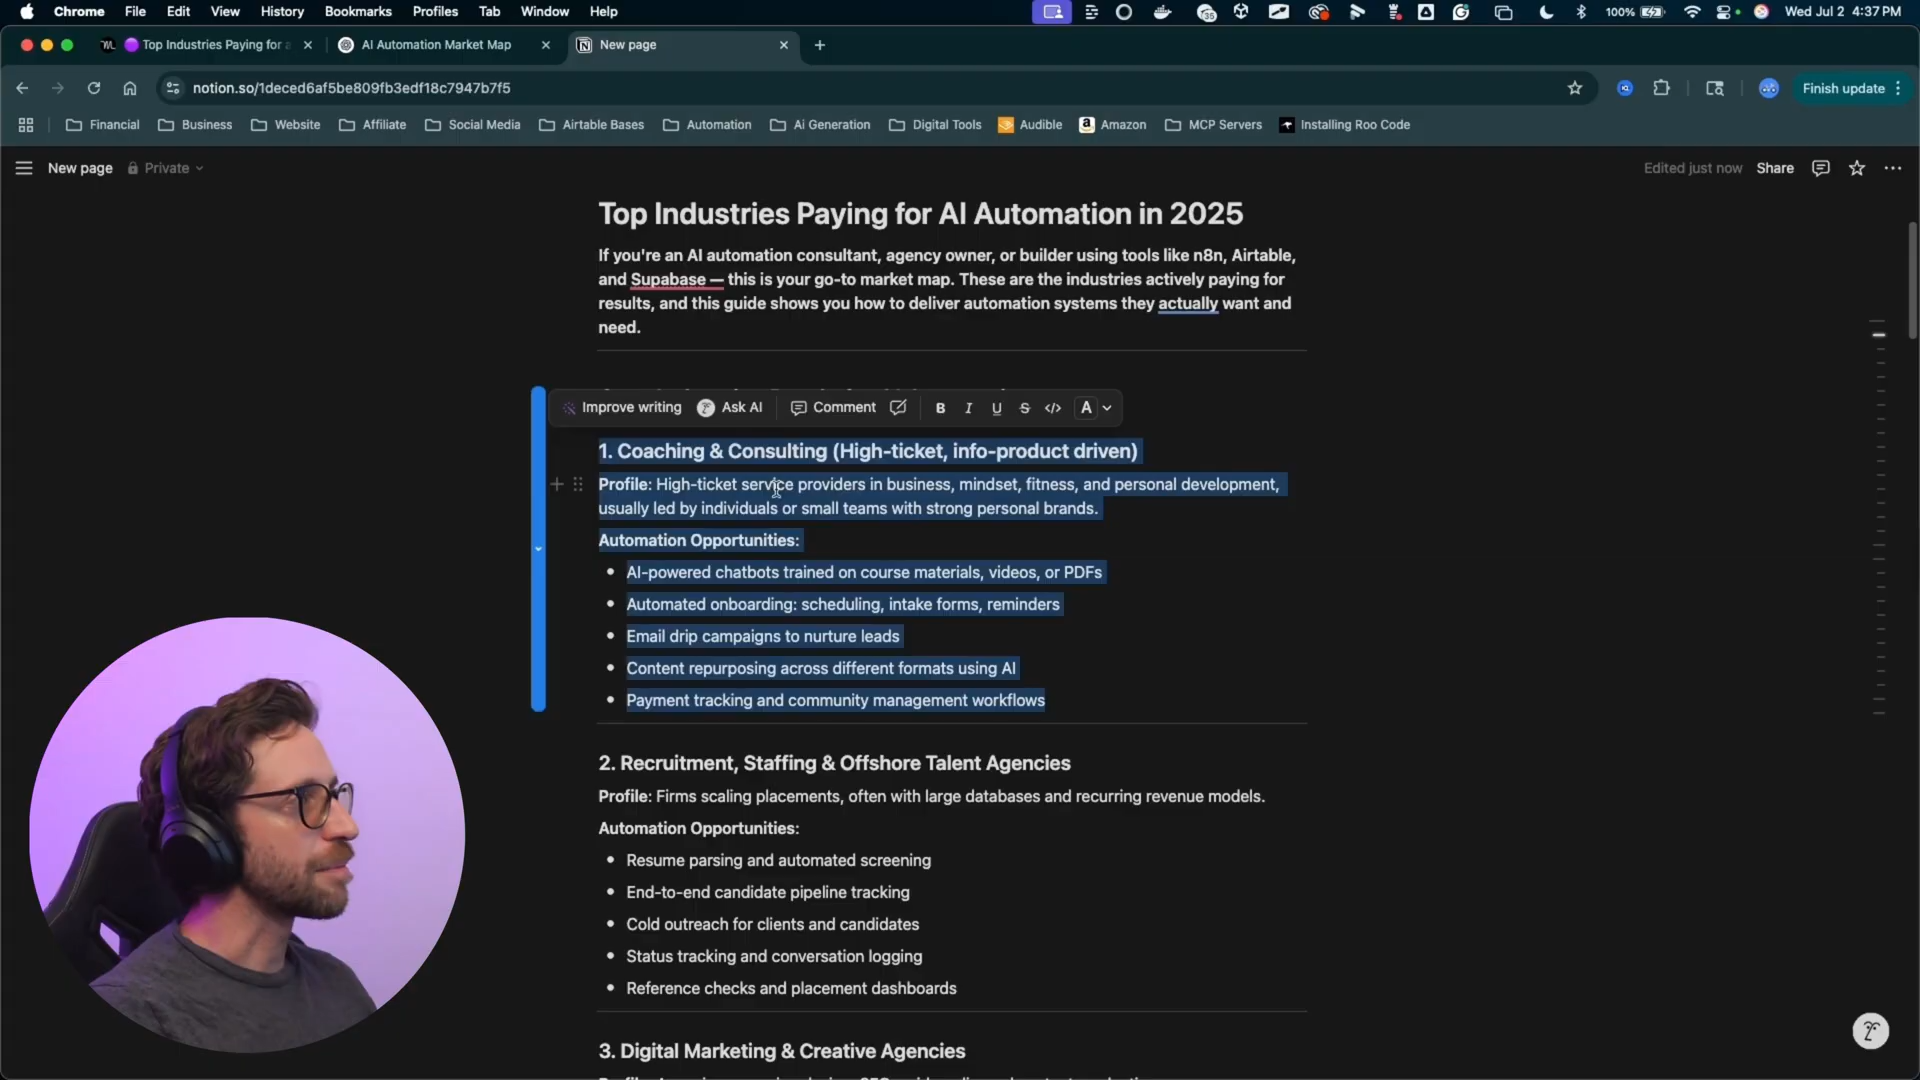 Chrome File Edit View History Bookmarks Profiles Tab Window Help
35
100%
Wed Jul 2 4:37 PM
Top Industries Paying for a
AI Automation Market Map
New page
notion.so/1deced6af5be809fb3edf18c7947b7f5
Finish update
Financial Business Website Affiliate Social Media Airtable Bases Automation Ai Generation Digital Tools Audible Amazon MCP Servers Installing Roo Code
New page Private
Edited just now Share
Top Industries Paying for AI Automation in 2025
If you're an AI automation consultant, agency owner, or builder using tools like n8n, Airtable,
and Supabase — this is your go-to market map. These are the industries actively paying for
results, and this guide shows you how to deliver automation systems they actually want and
need.
Improve writing Ask AI Comment B I U S </> A
1. Coaching & Consulting (High-ticket, info-product driven)
Profile: High-ticket service providers in business, mindset, fitness, and personal development,
usually led by individuals or small teams with strong personal brands.
Automation Opportunities:
• AI-powered chatbots trained on course materials, videos, or PDFs
• Automated onboarding: scheduling, intake forms, reminders
• Email drip campaigns to nurture leads
• Content repurposing across different formats using AI
• Payment tracking and community management workflows
2. Recruitment, Staffing & Offshore Talent Agencies
Profile: Firms scaling placements, often with large databases and recurring revenue models.
Automation Opportunities:
• Resume parsing and automated screening
• End-to-end candidate pipeline tracking
• Cold outreach for clients and candidates
• Status tracking and conversation logging
• Reference checks and placement dashboards
3. Digital Marketing & Creative Agencies